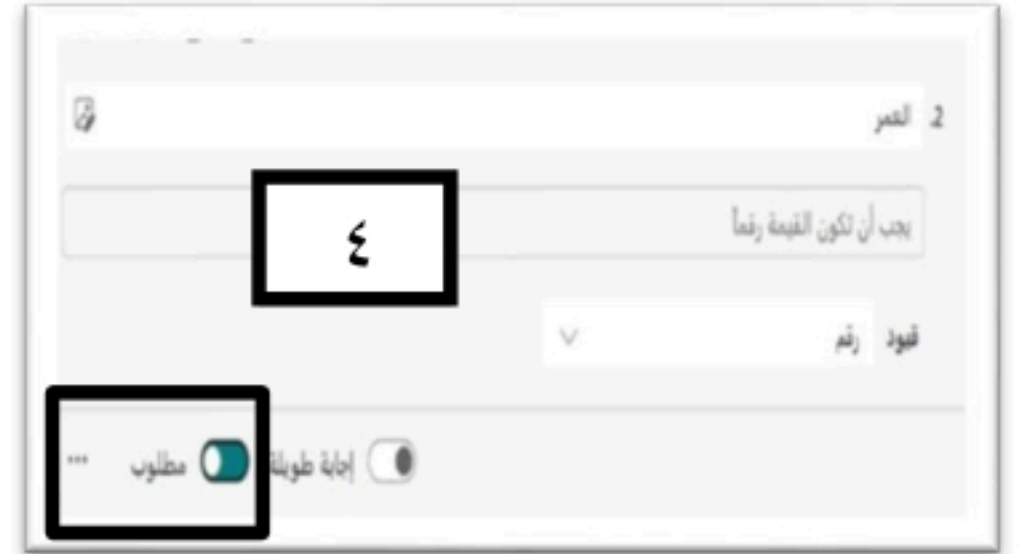 2. العمر
يجب أن تكون القيمة رقماً
٤
قيود رقم
إجابة طويلة مطلوب ...